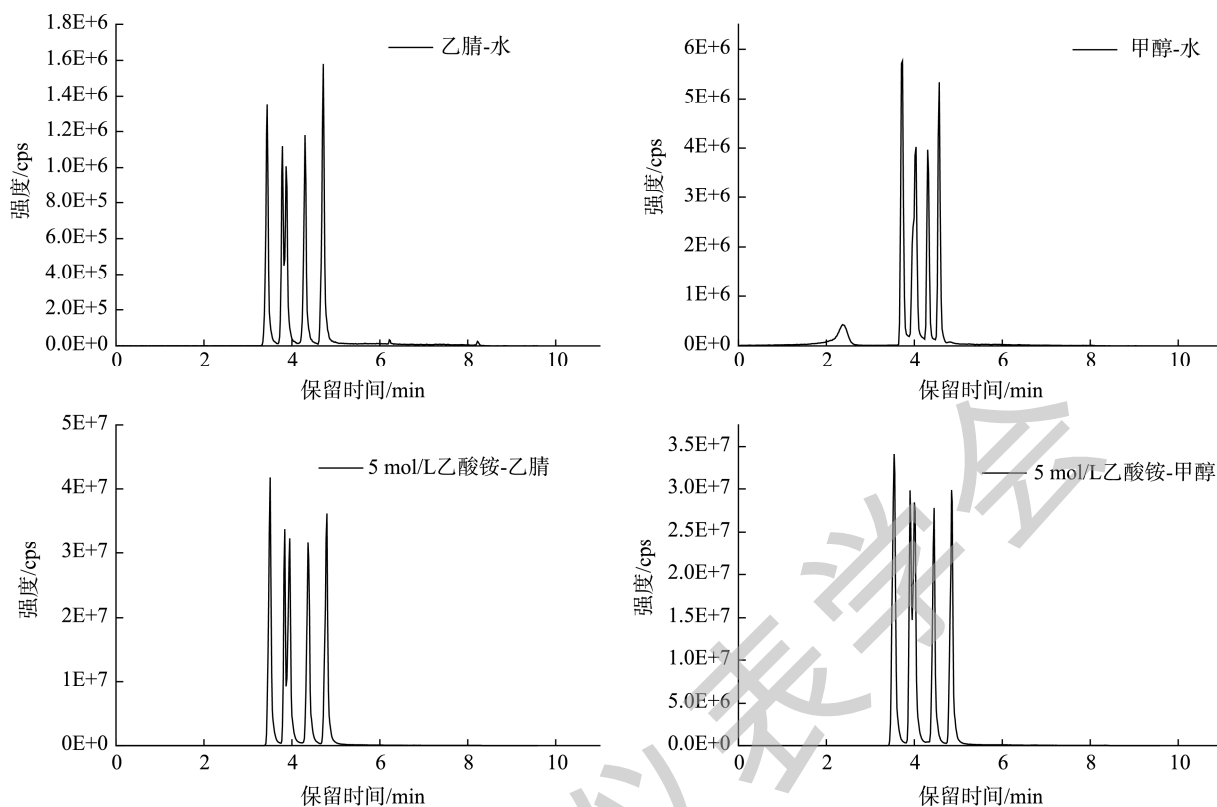 乙腈-水
强度/cps
1.8E+6
1.6E+6
1.4E+6
1.2E+6
1.0E+6
8.0E+5
6.0E+5
4.0E+5
2.0E+5
0.0E+0
0 2 4 6 8 10
保留时间/min
甲醇-水
强度/cps
6E+6
5E+6
4E+6
3E+6
2E+6
1E+6
0E+0
0 2 4 6 8 10
保留时间/min
5 mol/L乙酸铵-乙腈
强度/cps
5E+7
4E+7
3E+7
2E+7
1E+7
0E+0
0 2 4 6 8 10
保留时间/min
5 mol/L乙酸铵-甲醇
强度/cps
3.5E+7
3.0E+7
2.5E+7
2.0E+7
1.5E+7
1.0E+7
5.0E+6
0.0E+0
0 2 4 6 8 10
保留时间/min
仪表学会